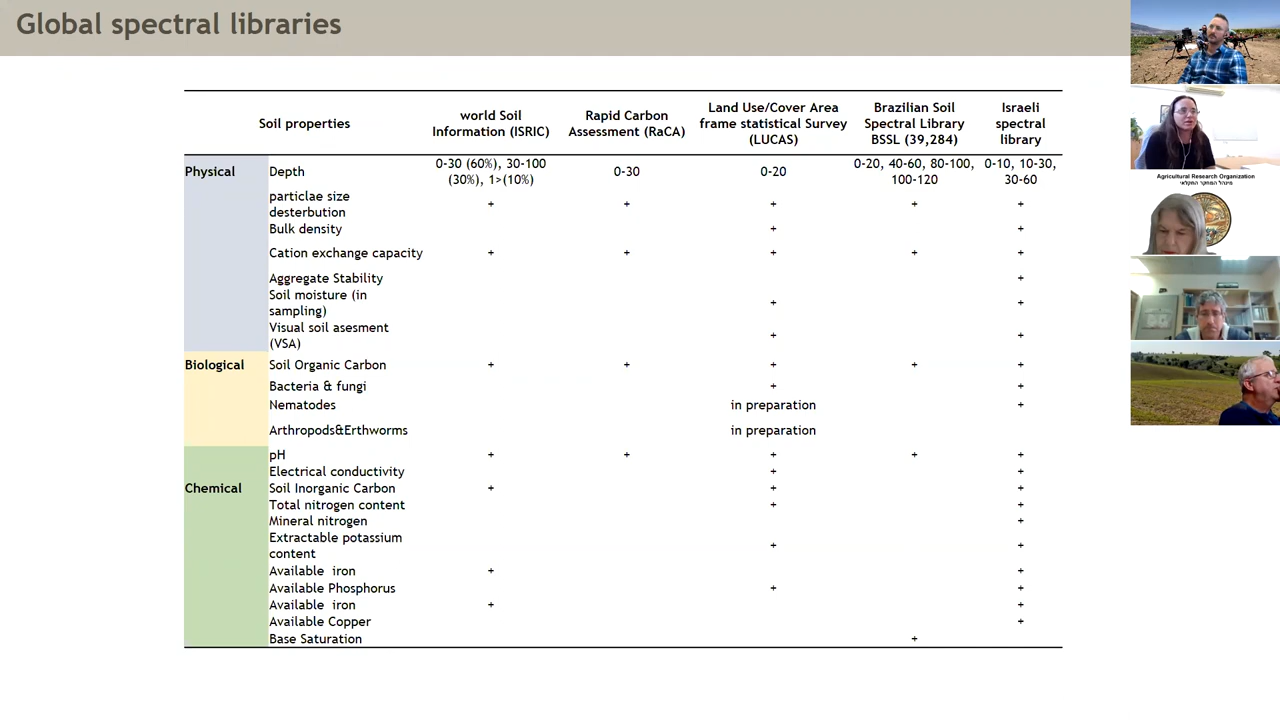 Global spectral libraries
Soil properties
world Soil
Information (ISRIC)
Rapid Carbon
Assessment (RaCA)
Land Use/Cover Area
frame statistical Survey
(LUCAS)
Brazilian Soil
Spectral Library
BSSL (39,284)
Israeli
spectral
library
Physical
Depth
0-30 (60%), 30-100
(30%), 1>(10%)
0-30
0-20
0-20, 40-60, 80-100,
100-120
0-10, 10-30,
30-60
particlae size
desterbution
+ + + + +
Bulk density
+ +
Cation exchange capacity
+ + + + +
Aggregate Stability
+
Soil moisture (in
sampling)
+ +
Visual soil asesment
(VSA)
+ +
Biological
Soil Organic Carbon
+ + + + +
Bacteria & fungi
+ +
Nematodes
in preparation
+
Arthropods&Erthworms
in preparation
pH
+ + + + +
Electrical conductivity
+ +
Chemical
Soil Inorganic Carbon
+ + +
Total nitrogen content
+ +
Mineral nitrogen
+
Extractable potassium
content
+ +
Available iron
+ +
Available Phosphorus
+ +
Available iron
+ +
Available Copper
+
Base Saturation
+
Agricultural Research Organization
מינהל המחקר החקלאי